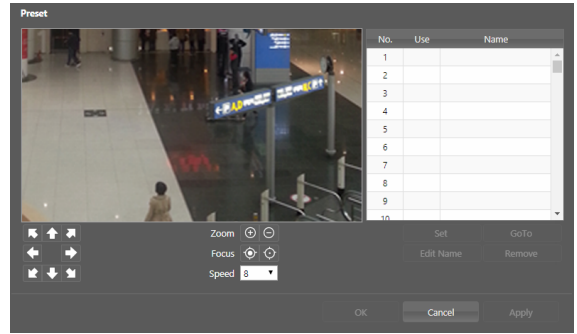 Preset
No. Use Name
1
2
3
4
5
6
7
8
9
10
Zoom
Focus
Speed 8
Set GoTo
Edit Name Remove
OK Cancel Apply